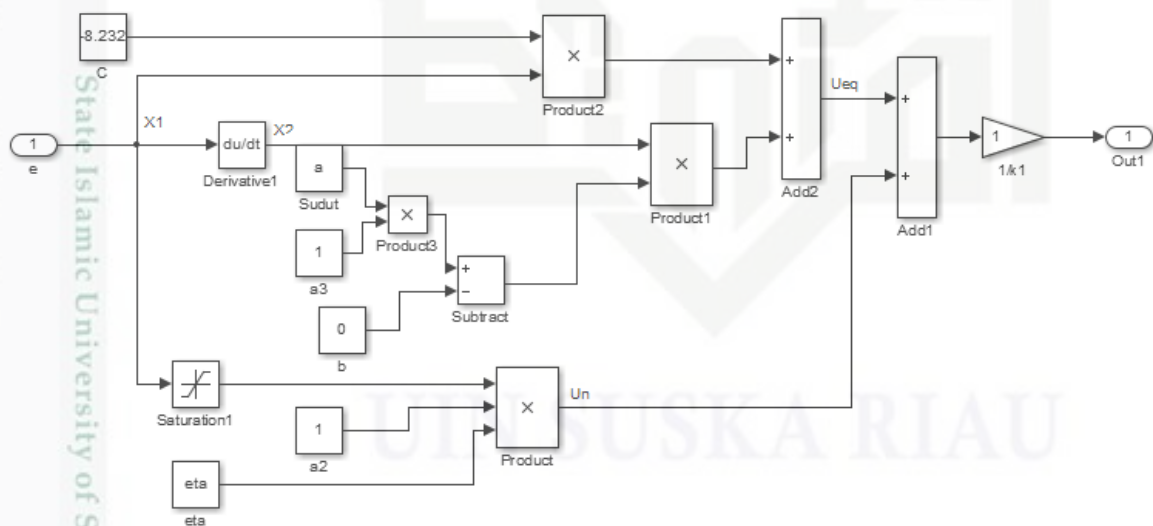 -8.232
C
×
Product2
+
+
Add2
Ueq
+
+
Add1
1
1/k1
1
Out1
1
e
X1
du/dt
Derivative1
X2
a
Sudut
×
Product3
1
a3
×
Product1
+
−
Subtract
0
b
Saturation1
1
a2
eta
eta
×
Product
Un
State Islamic University of S
UIN SUSKA RIAU